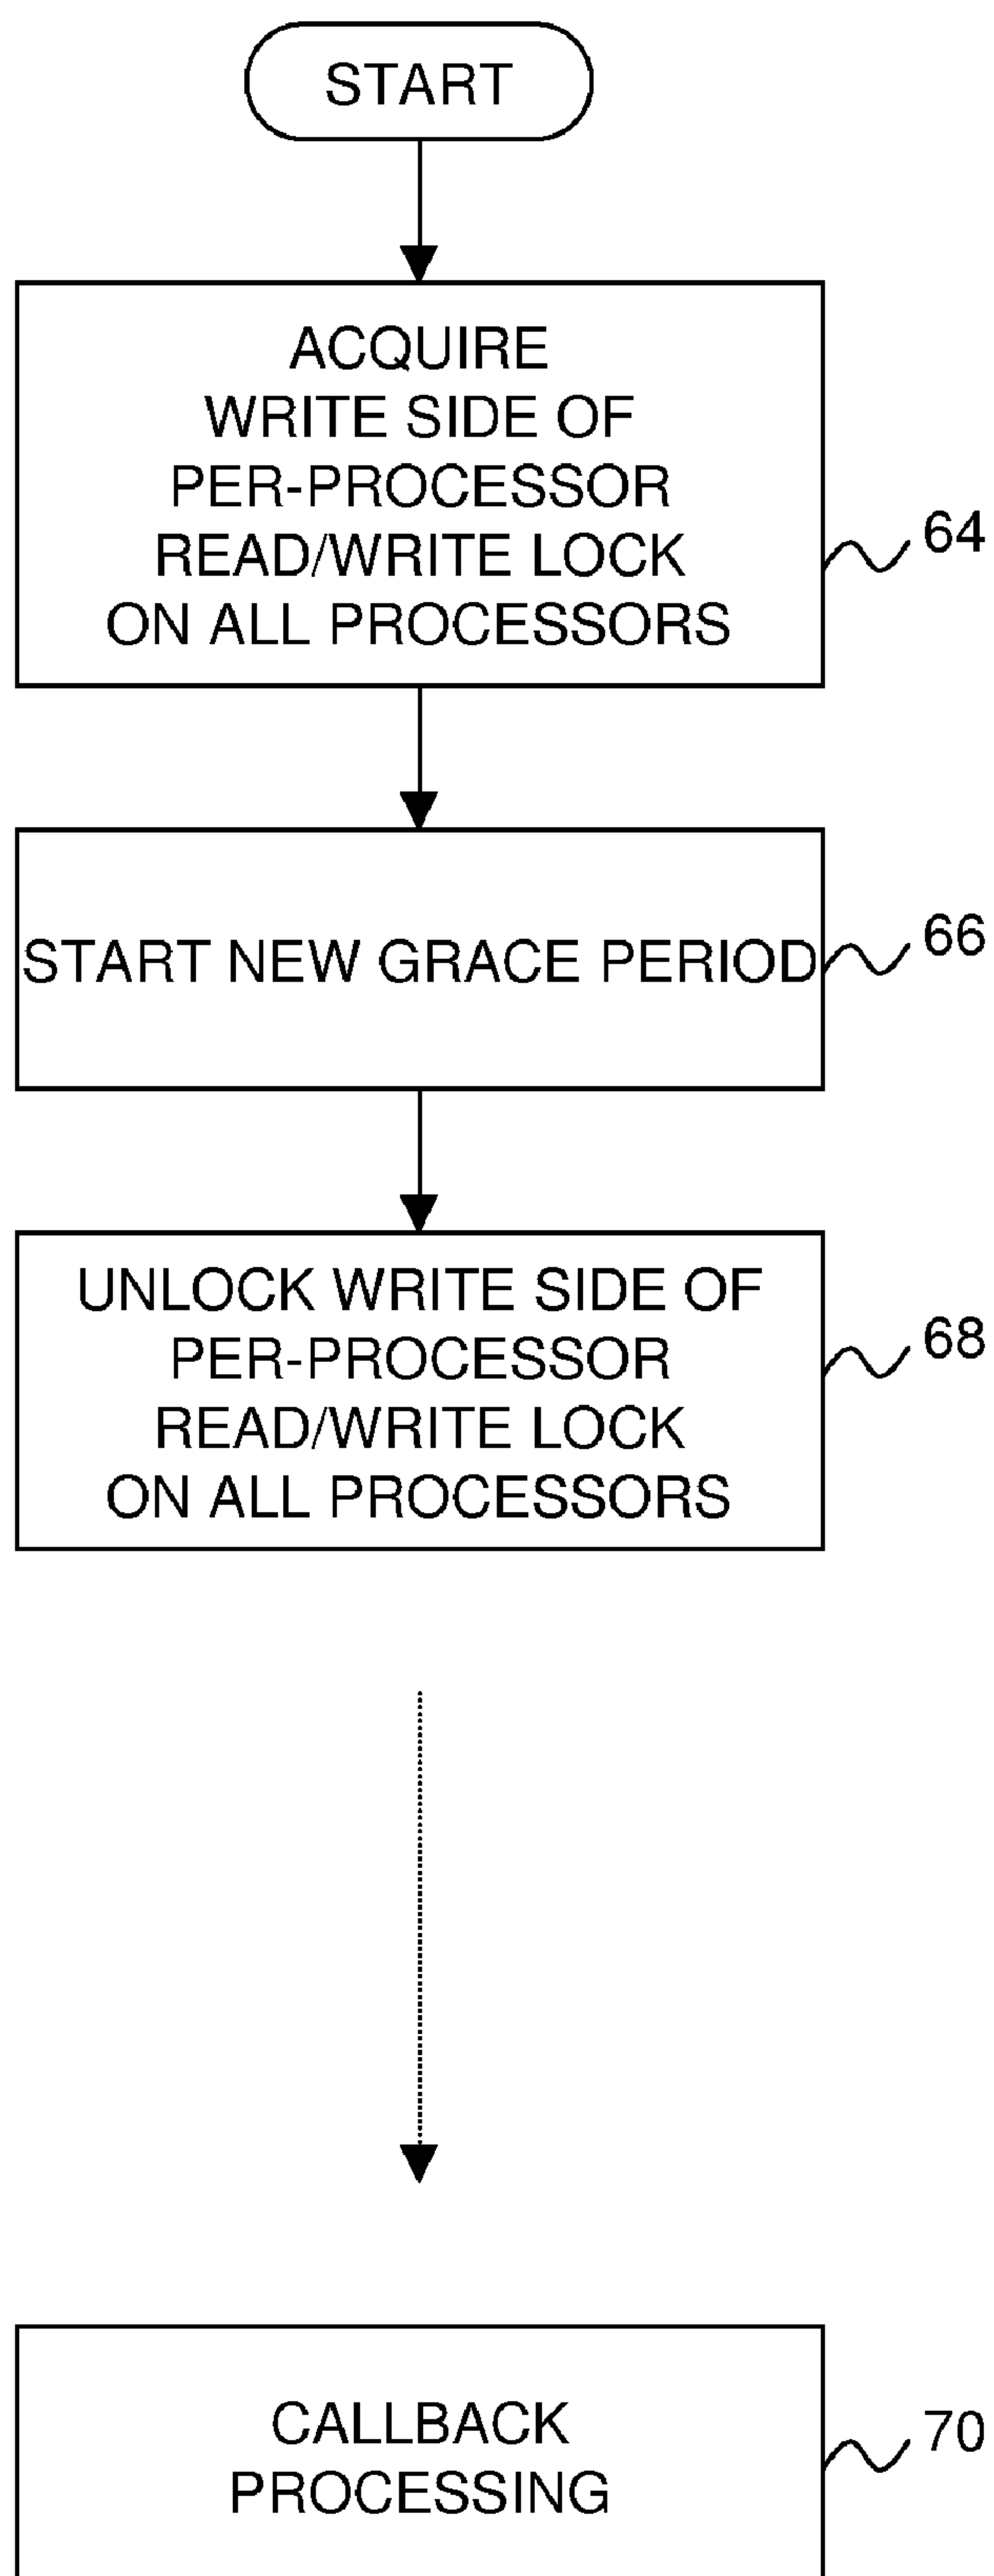 START
ACQUIRE
WRITE SIDE OF
PER-PROCESSOR
READ/WRITE LOCK
ON ALL PROCESSORS
64
START NEW GRACE PERIOD
66
UNLOCK WRITE SIDE OF
PER-PROCESSOR
READ/WRITE LOCK
ON ALL PROCESSORS
68
CALLBACK
PROCESSING
70